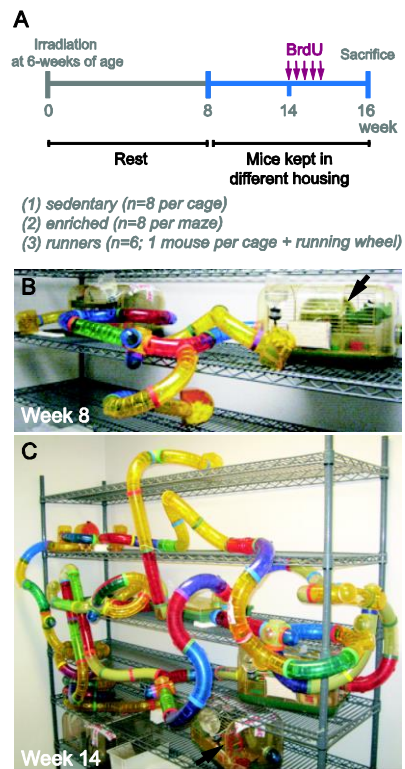 A
Irradiation
at 6-weeks of age
BrdU
Sacrifice
0
8
14
16
week
Rest
Mice kept in
different housing
(1) sedentary (n=8 per cage)
(2) enriched (n=8 per maze)
(3) runners (n=6; 1 mouse per cage + running wheel)
B
Week 8
C
Week 14